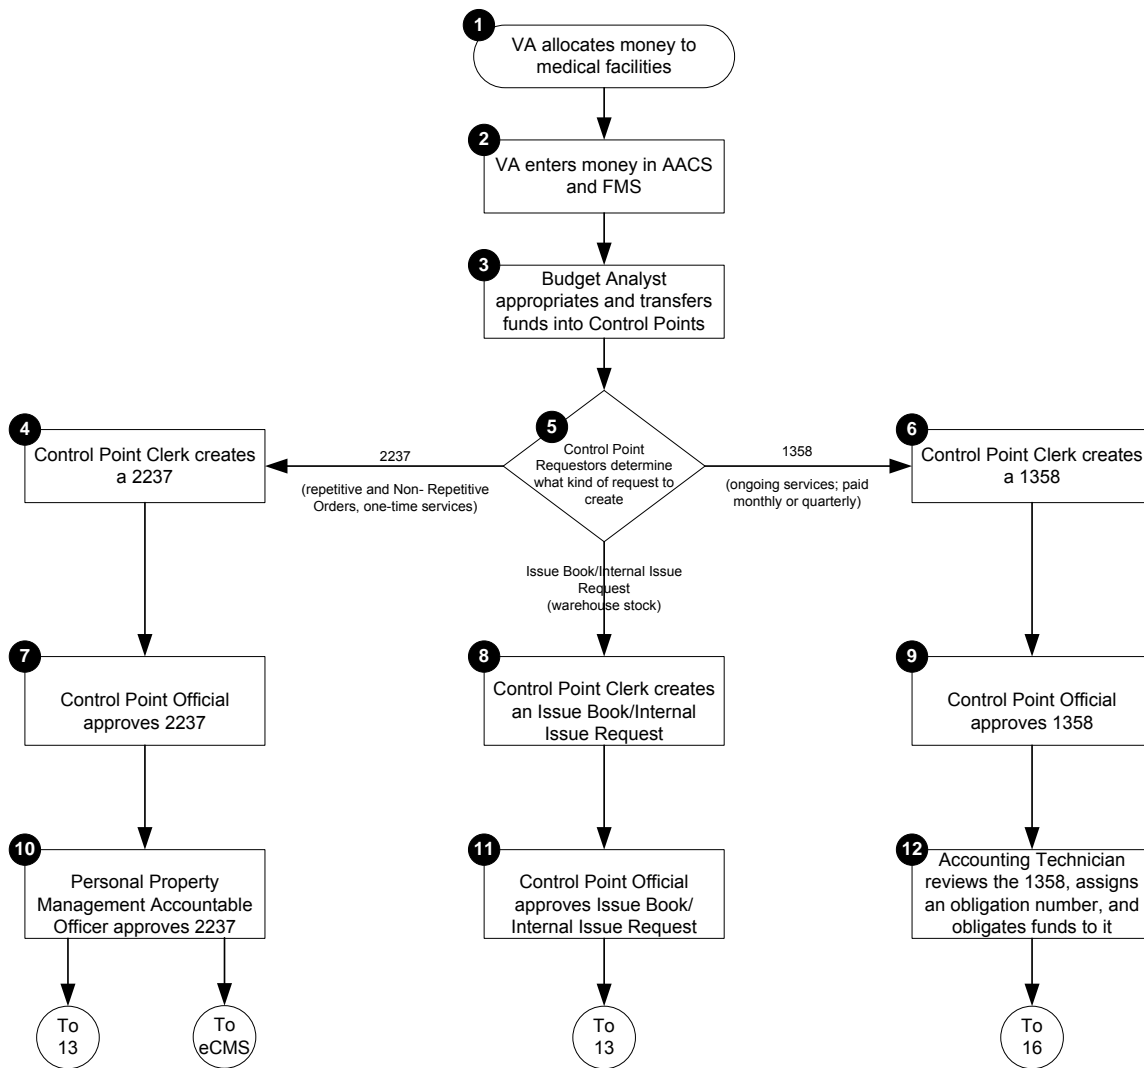 1
VA allocates money to
medical facilities
2
VA enters money in AACS
and FMS
3
Budget Analyst
appropriates and transfers
funds into Control Points
4
Control Point Clerk creates
a 2237
2237
(repetitive and Non- Repetitive
Orders, one-time services)
5
Control Point
Requestors determine
what kind of request to
create
1358
(ongoing services; paid
monthly or quarterly)
6
Control Point Clerk creates
a 1358
Issue Book/Internal Issue
Request
(warehouse stock)
7
Control Point Official
approves 2237
8
Control Point Clerk creates
an Issue Book/Internal
Issue Request
9
Control Point Official
approves 1358
10
Personal Property
Management Accountable
Officer approves 2237
11
Control Point Official
approves Issue Book/
Internal Issue Request
12
Accounting Technician
reviews the 1358, assigns
an obligation number, and
obligates funds to it
To
13
To
eCMS
To
13
To
16